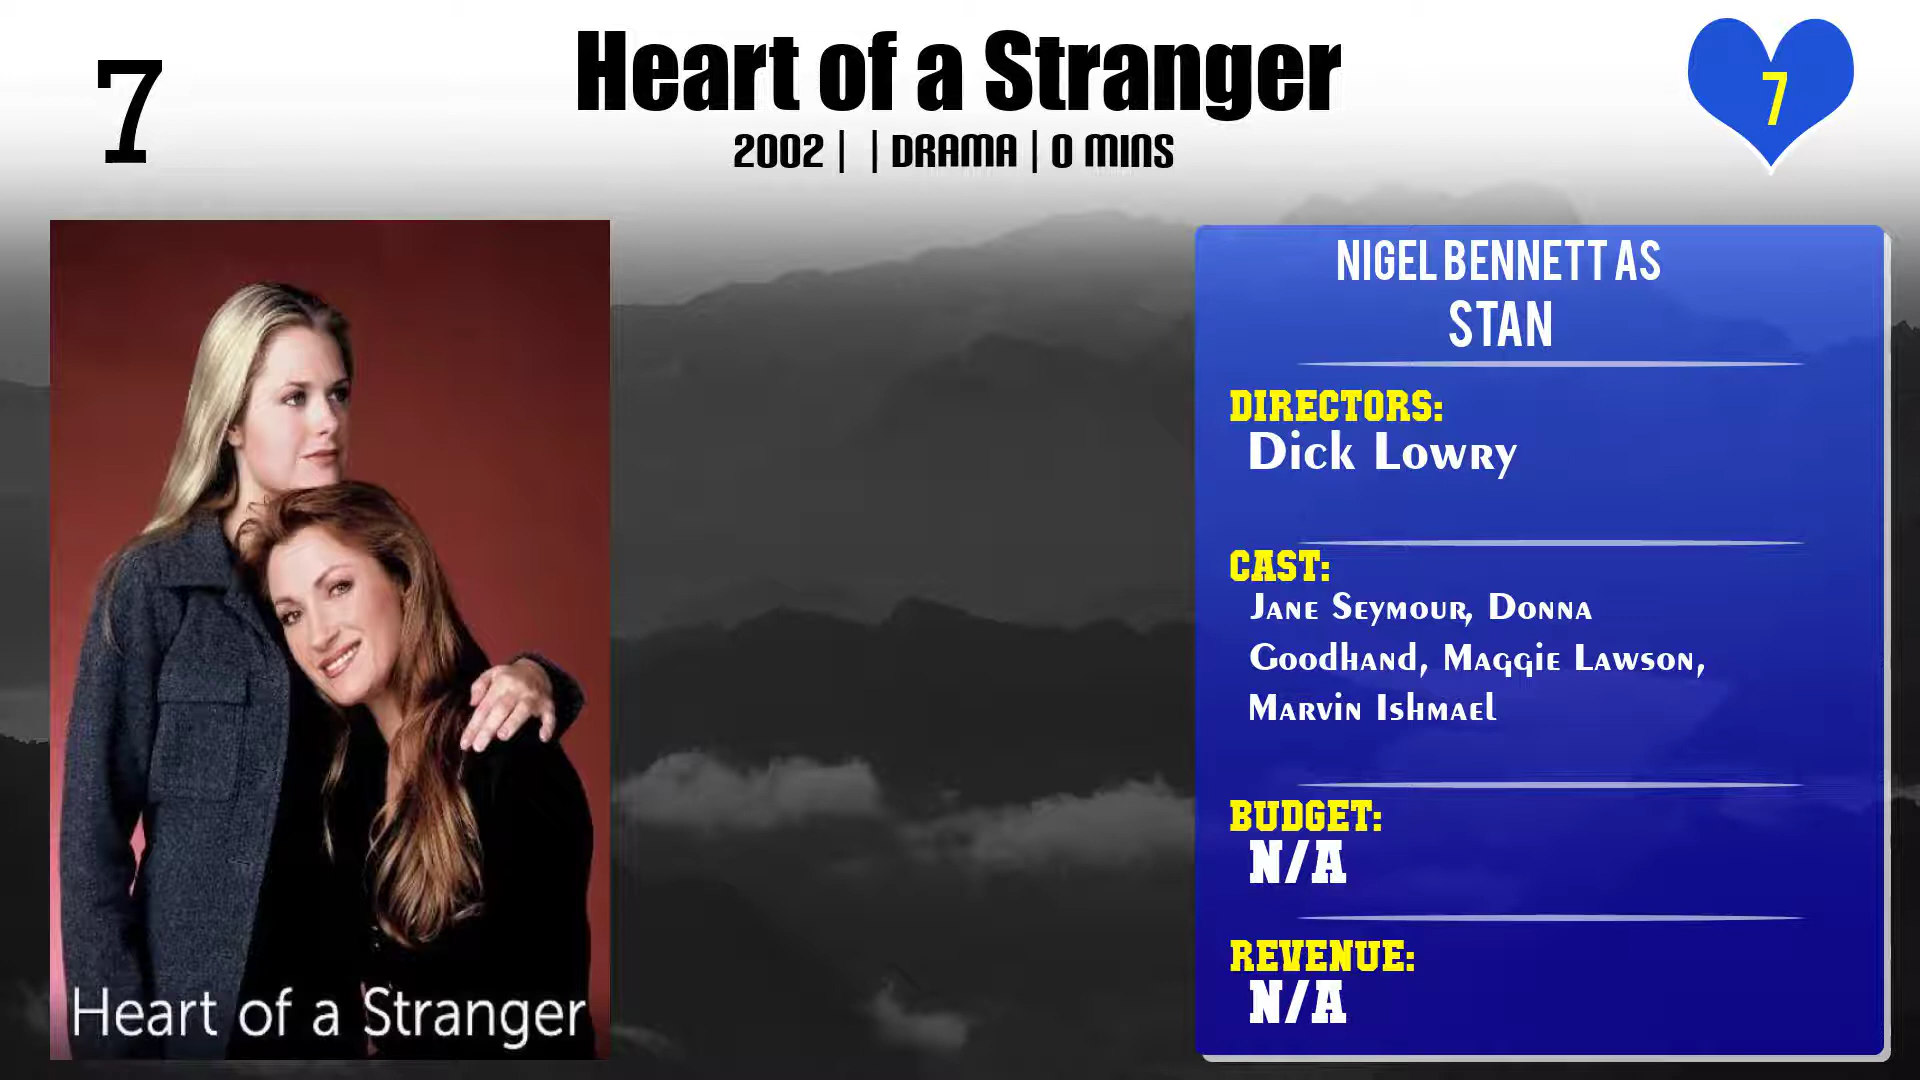 7
Heart of a Stranger
2002 | | DRAMA | 0 MINS
7
NIGEL BENNETT AS
STAN
DIRECTORS:
Dick Lowry
CAST:
Jane Seymour, Donna
Goodhand, Maggie Lawson,
Marvin Ishmael
BUDGET:
N/A
REVENUE:
N/A
Heart of a Stranger